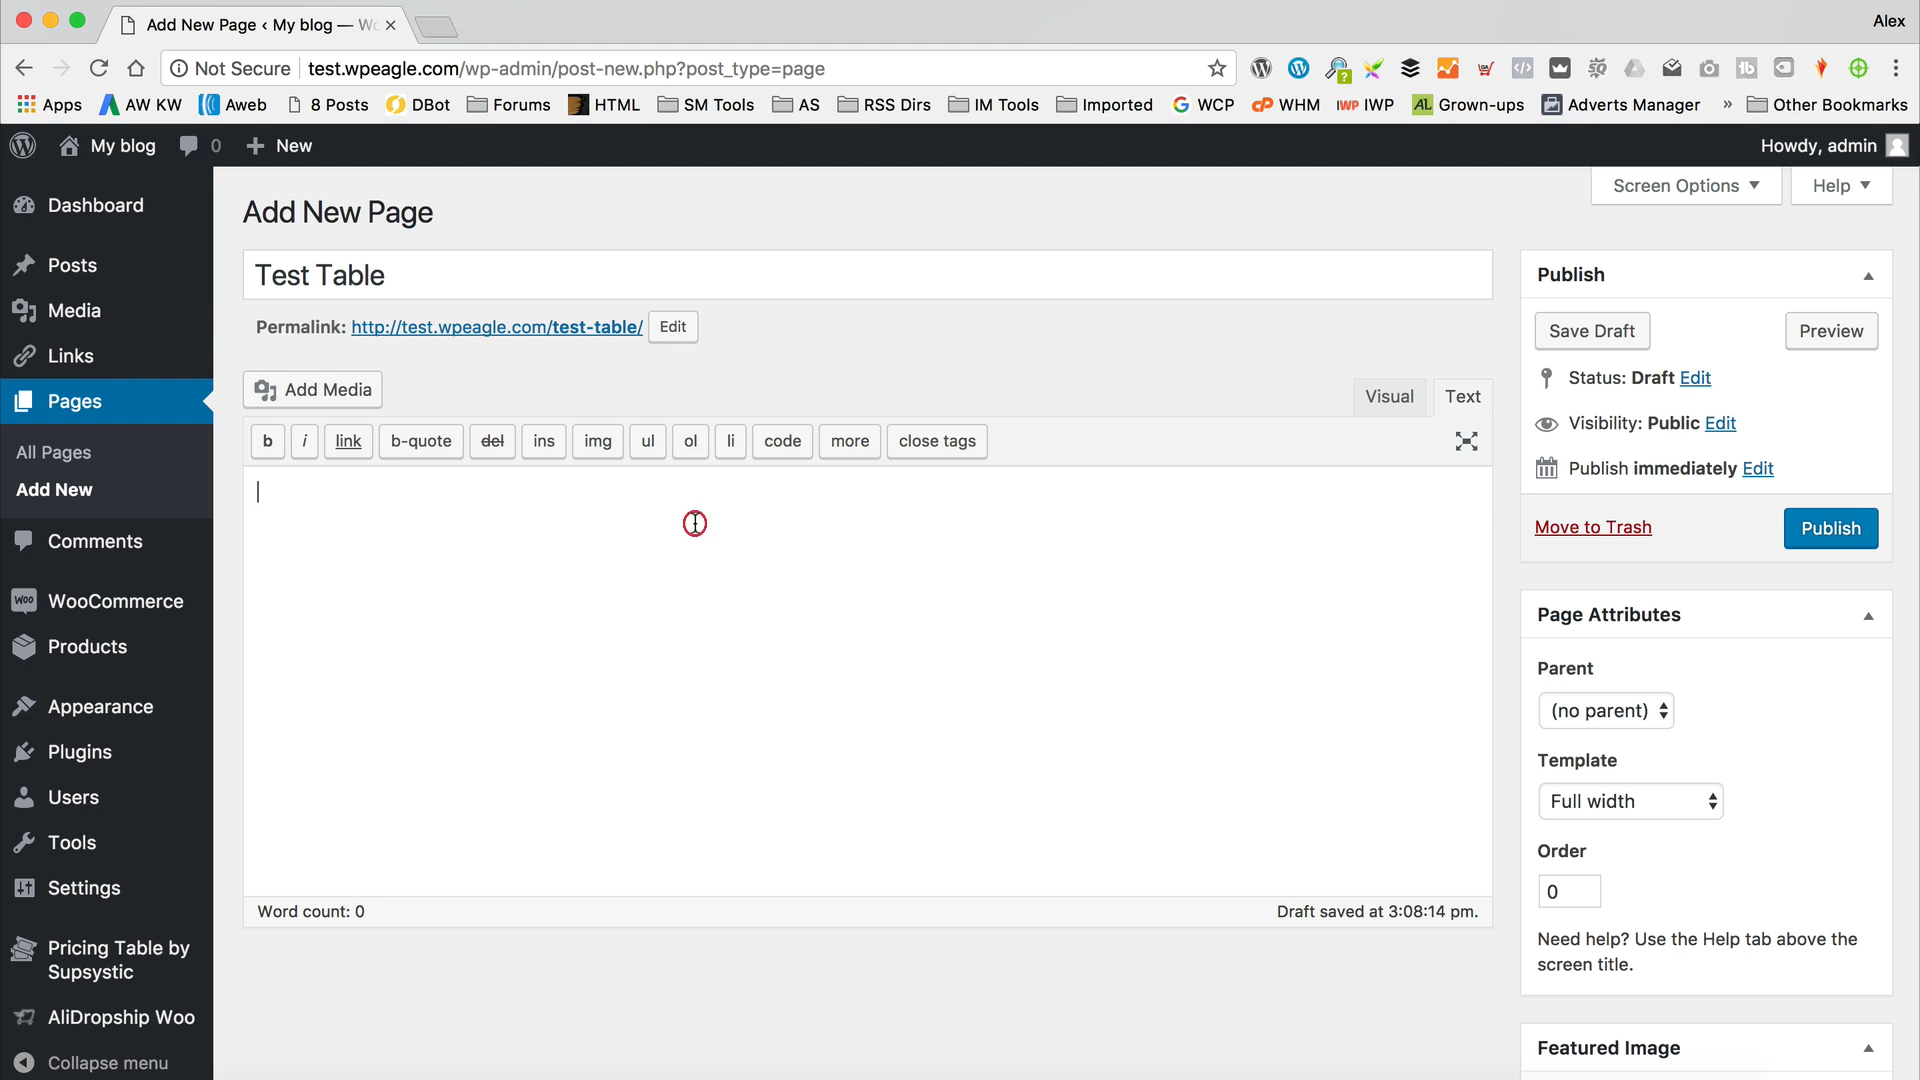 Add New Page ‹ My blog — Wo
Alex
Not Secure test.wpeagle.com/wp-admin/post-new.php?post_type=page
Apps AW KW Aweb 8 Posts DBot Forums HTML SM Tools AS RSS Dirs IM Tools Imported WCP cP WHM IWP IWP AL Grown-ups Adverts Manager » Other Bookmarks
My blog 0 New Howdy, admin
Screen Options Help
Dashboard
Posts
Media
Links
Pages
All Pages
Add New
Comments
WooCommerce
Products
Appearance
Plugins
Users
Tools
Settings
Pricing Table by
Supsystic
AliDropship Woo
Collapse menu
Add New Page
Test Table
Permalink: http://test.wpeagle.com/test-table/ Edit
Add Media
Visual Text
b i link b-quote del ins img ul ol li code more close tags
Word count: 0 Draft saved at 3:08:14 pm.
Publish
Save Draft Preview
Status: Draft Edit
Visibility: Public Edit
Publish immediately Edit
Move to Trash Publish
Page Attributes
Parent
(no parent)
Template
Full width
Order
0
Need help? Use the Help tab above the
screen title.
Featured Image